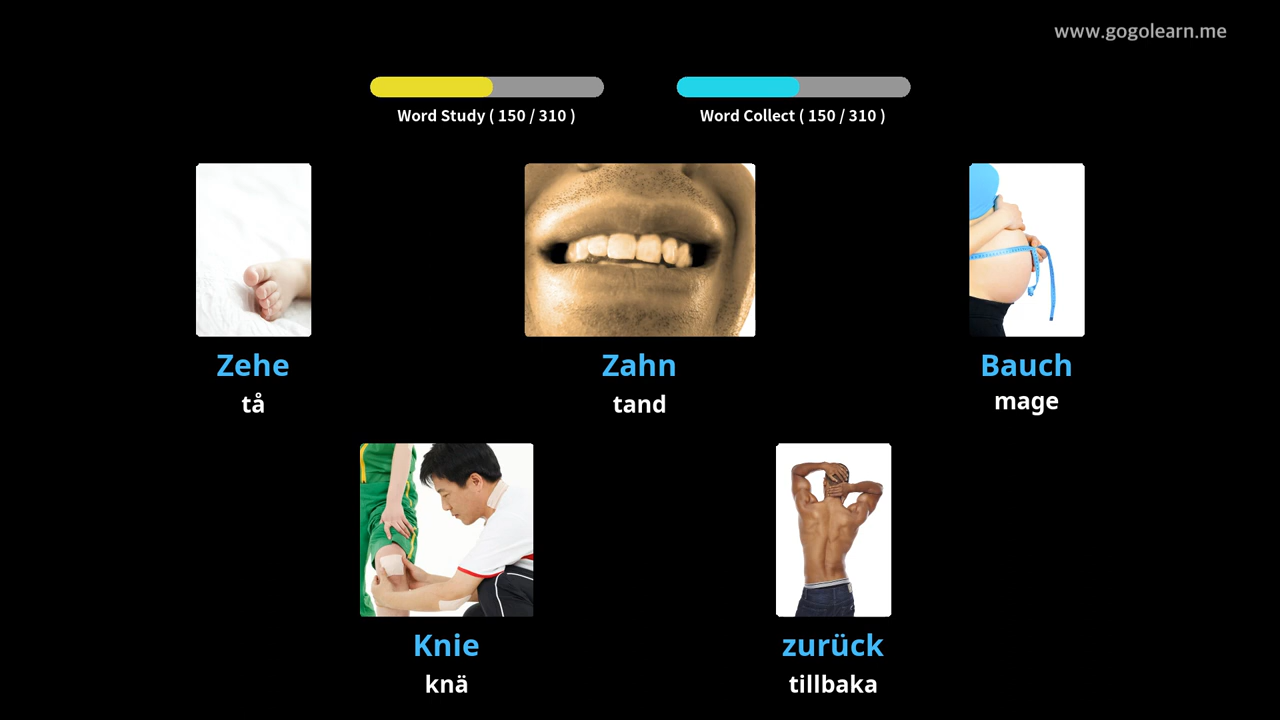 www.gogolearn.me
Word Study ( 150 / 310 )
Word Collect ( 150 / 310 )
Zehe
tå
Zahn
tand
Bauch
mage
Knie
knä
zurück
tillbaka